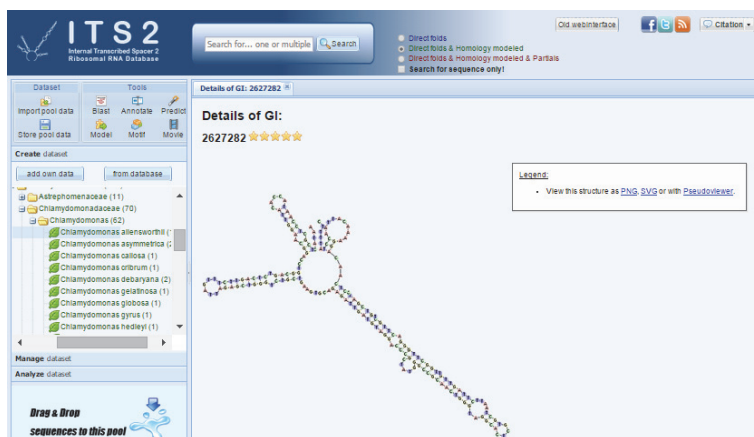 ITS2
Internal Transcribed Spacer 2
Ribosomal RNA Database
Search for... one or multiple
Search
Direct folds
Direct folds & Homology modeled
Direct folds & Homology modeled & Partials
Search for sequence only!
Old webinterface
Citation
Dataset
Tools
Import pool data
Blast
Annotate
Predict
Store pool data
Model
Motif
Movie
Create dataset
add own data
from database
Astrephomenaceae (11)
Chlamydomonadaceae (70)
Chlamydomonas (62)
Chlamydomonas allensworthii (
Chlamydomonas asymmetrica (2
Chlamydomonas callosa (1)
Chlamydomonas cribrum (1)
Chlamydomonas debaryana (2)
Chlamydomonas gelatinosa (1)
Chlamydomonas globosa (1)
Chlamydomonas gyrus (1)
Chlamydomonas hedleyi (1)
Manage dataset
Analyze dataset
Drag & Drop
sequences to this pool
Details of GI: 2627282
Details of GI:
2627282
Legend:
View this structure as PNG, SVG or with Pseudoviewer.